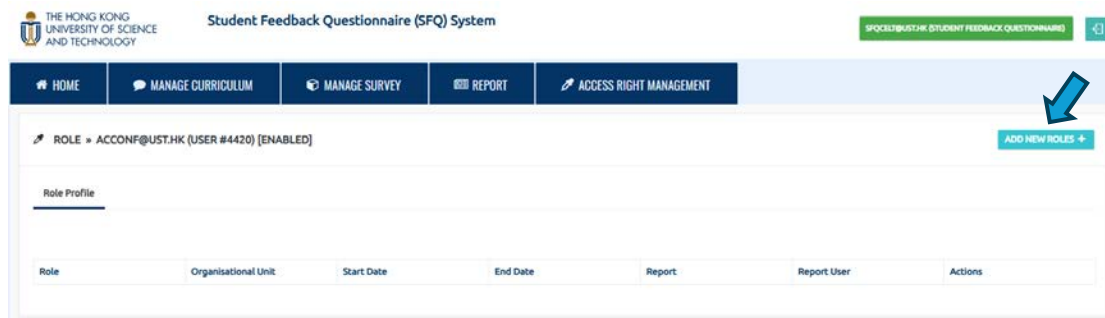 THE HONG KONG
UNIVERSITY OF SCIENCE
AND TECHNOLOGY
Student Feedback Questionnaire (SFQ) System
SFQCELT@UST.HK (STUDENT FEEDBACK QUESTIONNAIRE)
HOME MANAGE CURRICULUM MANAGE SURVEY REPORT ACCESS RIGHT MANAGEMENT
ROLE » ACCONF@UST.HK (USER #4420) [ENABLED]
ADD NEW ROLES +
Role Profile
Role Organisational Unit Start Date End Date Report Report User Actions